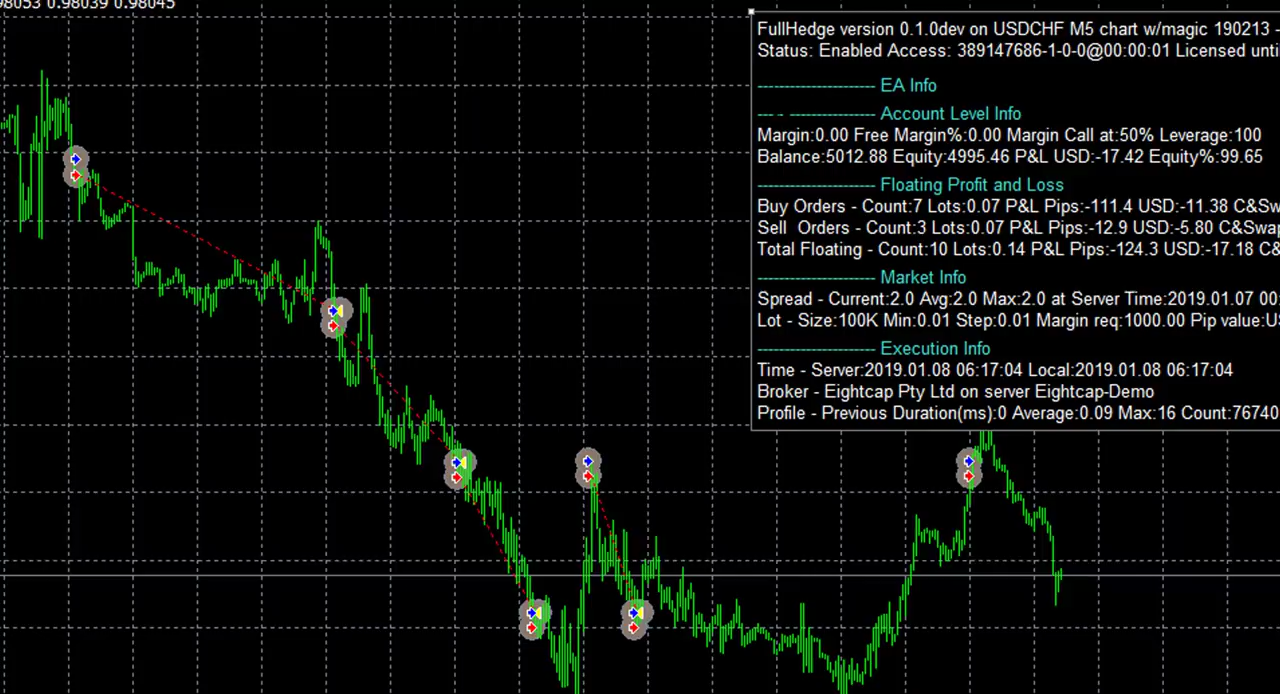 98053 0.98039 0.98045
FullHedge version 0.1.0dev on USDCHF M5 chart w/magic 190213 -
Status: Enabled Access: 389147686-1-0-0@00:00:01 Licensed unti
---------------------- EA Info
--- - ---------------- Account Level Info
Margin:0.00 Free Margin%:0.00 Margin Call at:50% Leverage:100
Balance:5012.88 Equity:4995.46 P&L USD:-17.42 Equity%:99.65
---------------------- Floating Profit and Loss
Buy Orders - Count:7 Lots:0.07 P&L Pips:-111.4 USD:-11.38 C&Sw
Sell Orders - Count:3 Lots:0.07 P&L Pips:-12.9 USD:-5.80 C&Swap
Total Floating - Count:10 Lots:0.14 P&L Pips:-124.3 USD:-17.18 C&
---------------------- Market Info
Spread - Current:2.0 Avg:2.0 Max:2.0 at Server Time:2019.01.07 00:
Lot - Size:100K Min:0.01 Step:0.01 Margin req:1000.00 Pip value:U
---------------------- Execution Info
Time - Server:2019.01.08 06:17:04 Local:2019.01.08 06:17:04
Broker - Eightcap Pty Ltd on server Eightcap-Demo
Profile - Previous Duration(ms):0 Average:0.09 Max:16 Count:76740